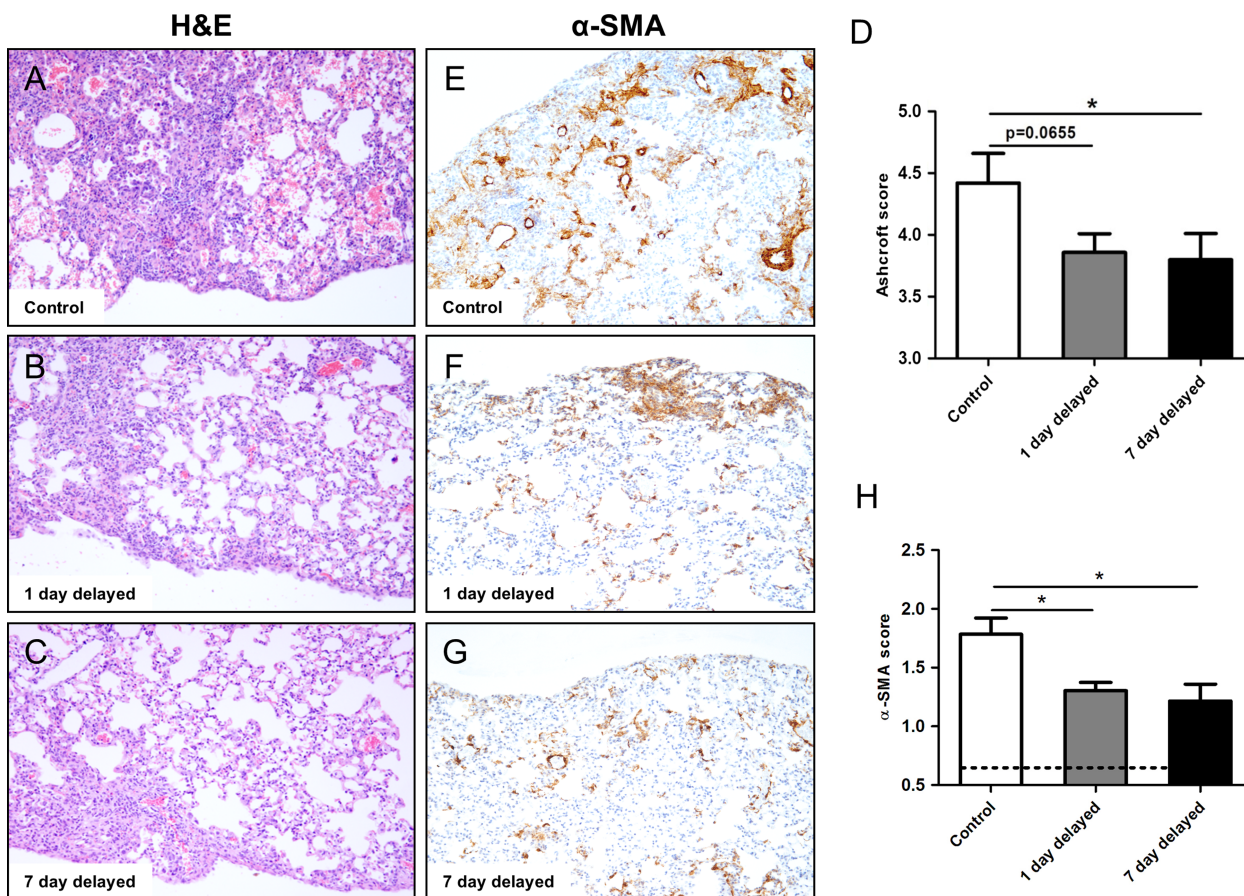 H&E
α-SMA
A
Control
B
1 day delayed
C
7 day delayed
E
Control
F
1 day delayed
G
7 day delayed
D
*
p=0.0655
5.0
4.5
4.0
3.5
3.0
Ashcroft score
Control
1 day delayed
7 day delayed
H
*
*
2.5
2.0
1.5
1.0
0.5
α-SMA score
Control
1 day delayed
7 day delayed